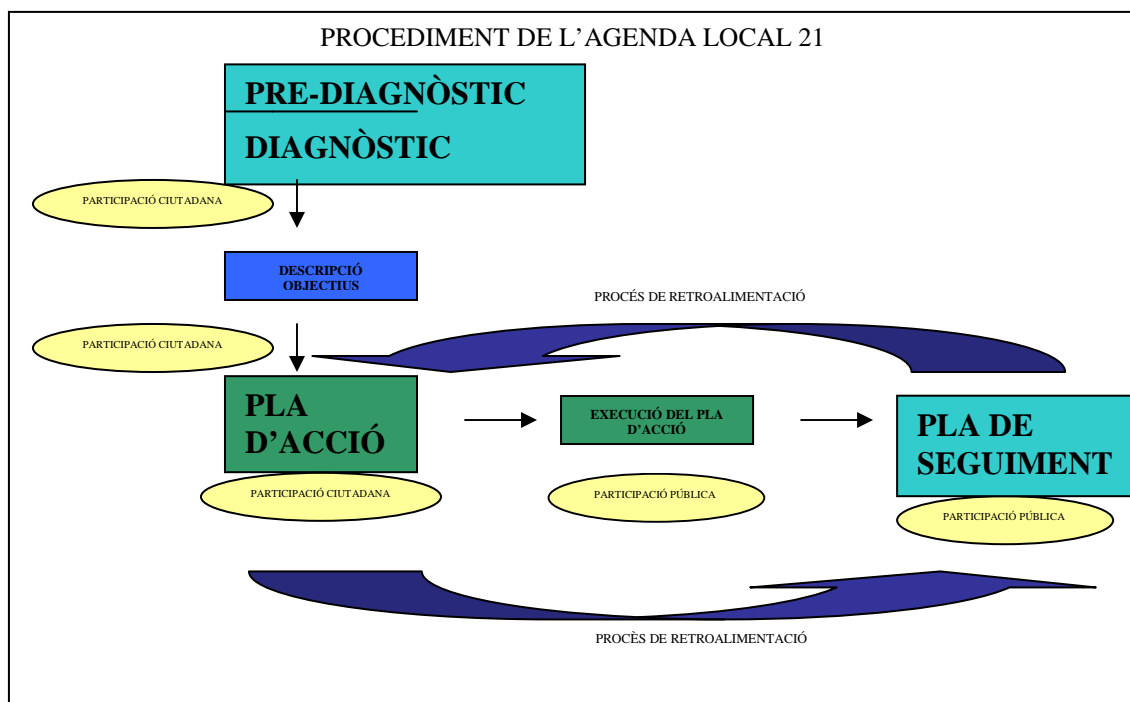 PROCEDIMENT DE L’AGENDA LOCAL 21
PRE-DIAGNÒSTIC
DIAGNÒSTIC
PARTICIPACIÓ CIUTADANA
DESCRIPCIÓ
OBJECTIUS
PROCÉS DE RETROALIMENTACIÓ
PARTICIPACIÓ CIUTADANA
PLA
D’ACCIÓ
EXECUCIÓ DEL PLA
D’ACCIÓ
PLA DE
SEGUIMENT
PARTICIPACIÓ CIUTADANA
PARTICIPACIÓ PÚBLICA
PARTICIPACIÓ PÚBLICA
PROCÈS DE RETROALIMENTACIÓ